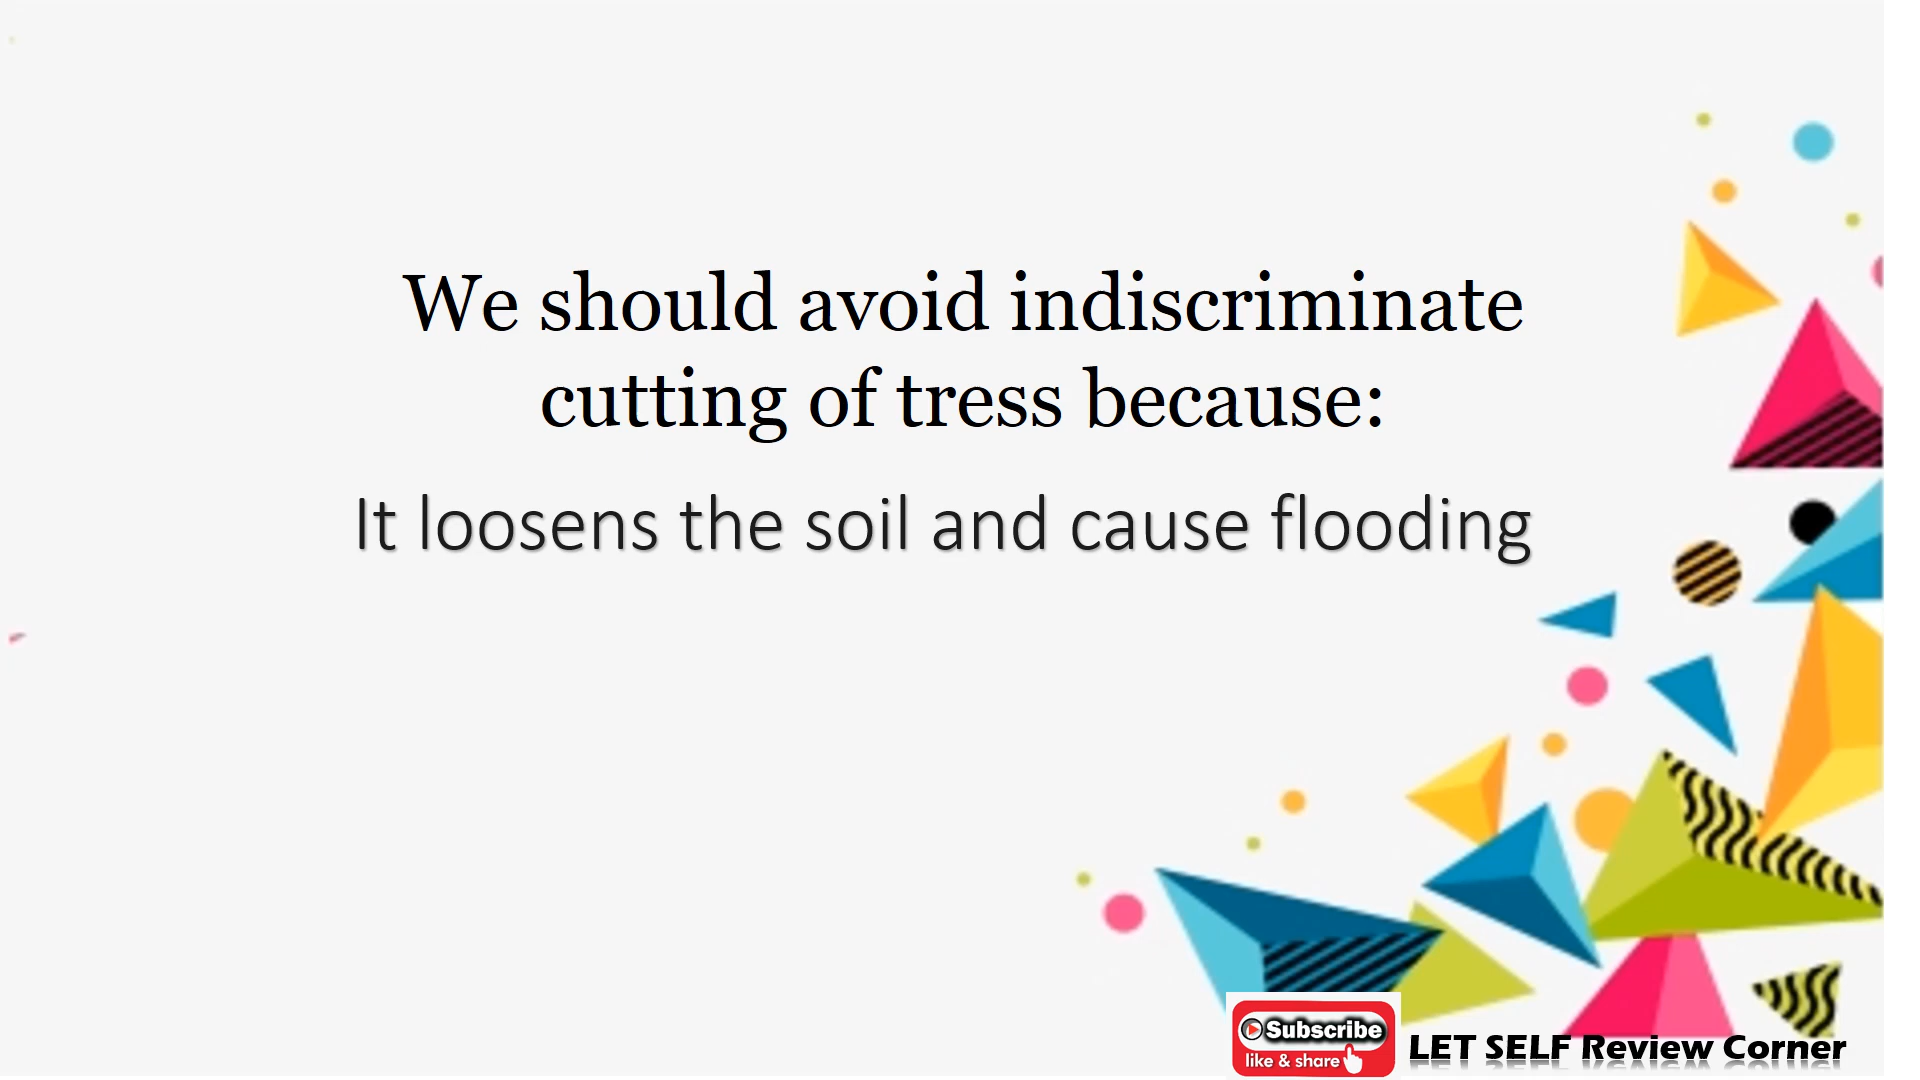 We should avoid indiscriminate
cutting of tress because:
It loosens the soil and cause flooding
Subscribe
like & share
LET SELF Review Corner